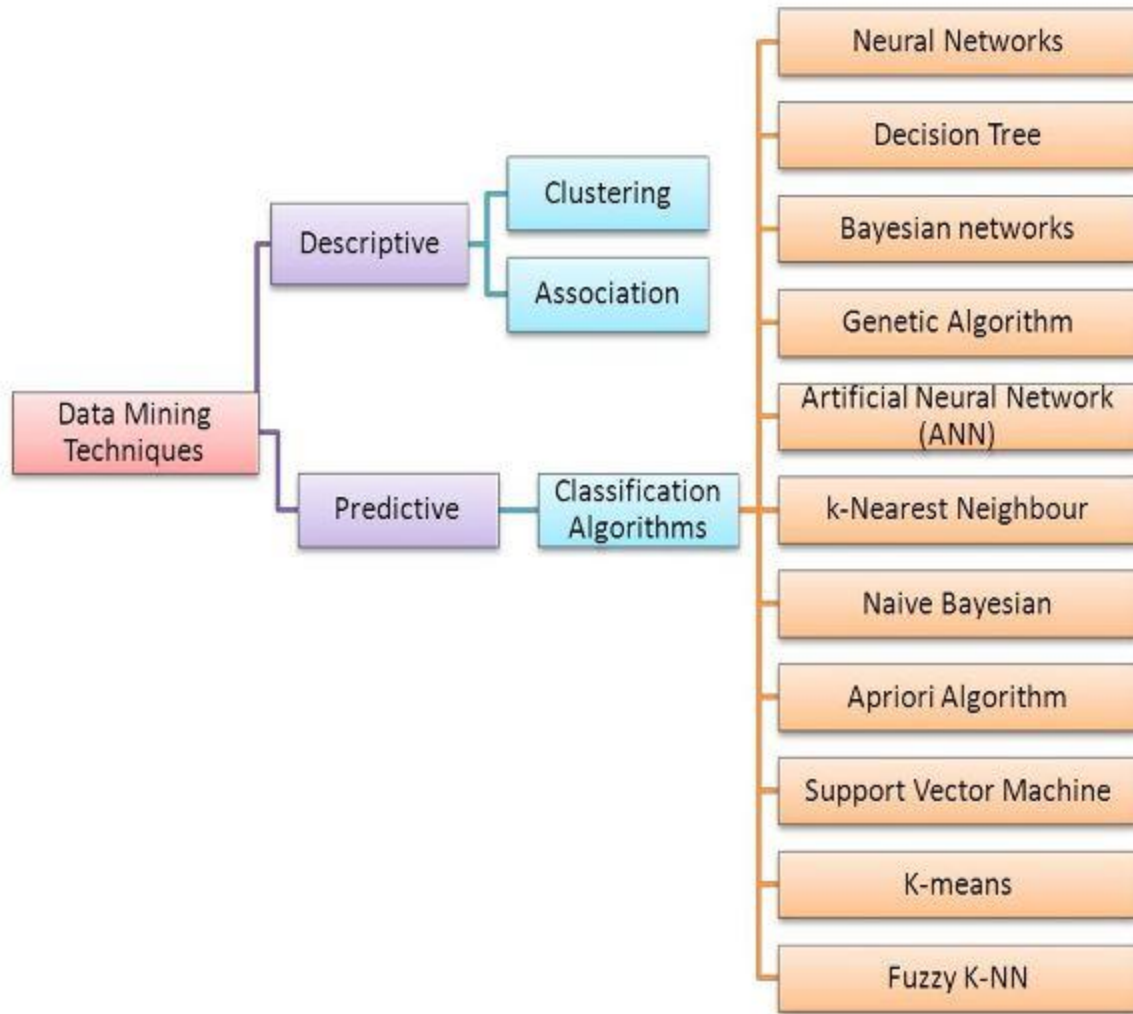 Data Mining
Techniques
Descriptive
Clustering
Association
Predictive
Classification
Algorithms
Neural Networks
Decision Tree
Bayesian networks
Genetic Algorithm
Artificial Neural Network
(ANN)
k-Nearest Neighbour
Naive Bayesian
Apriori Algorithm
Support Vector Machine
K-means
Fuzzy K-NN